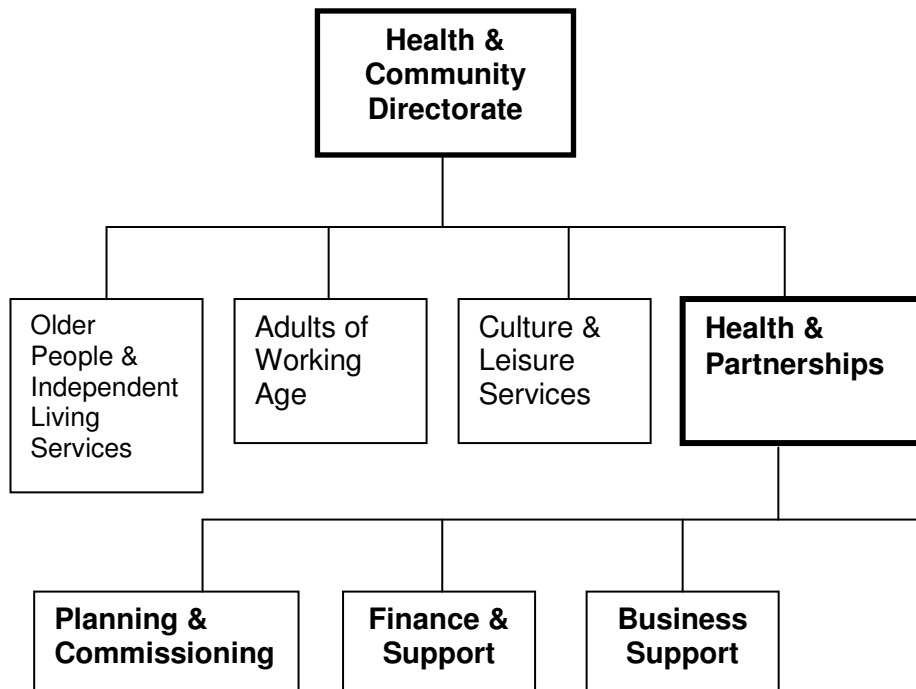 Health &
Community
Directorate
Older
People &
Independent
Living
Services
Adults of
Working
Age
Culture &
Leisure
Services
Health &
Partnerships
Planning &
Commissioning
Finance &
Support
Business
Support